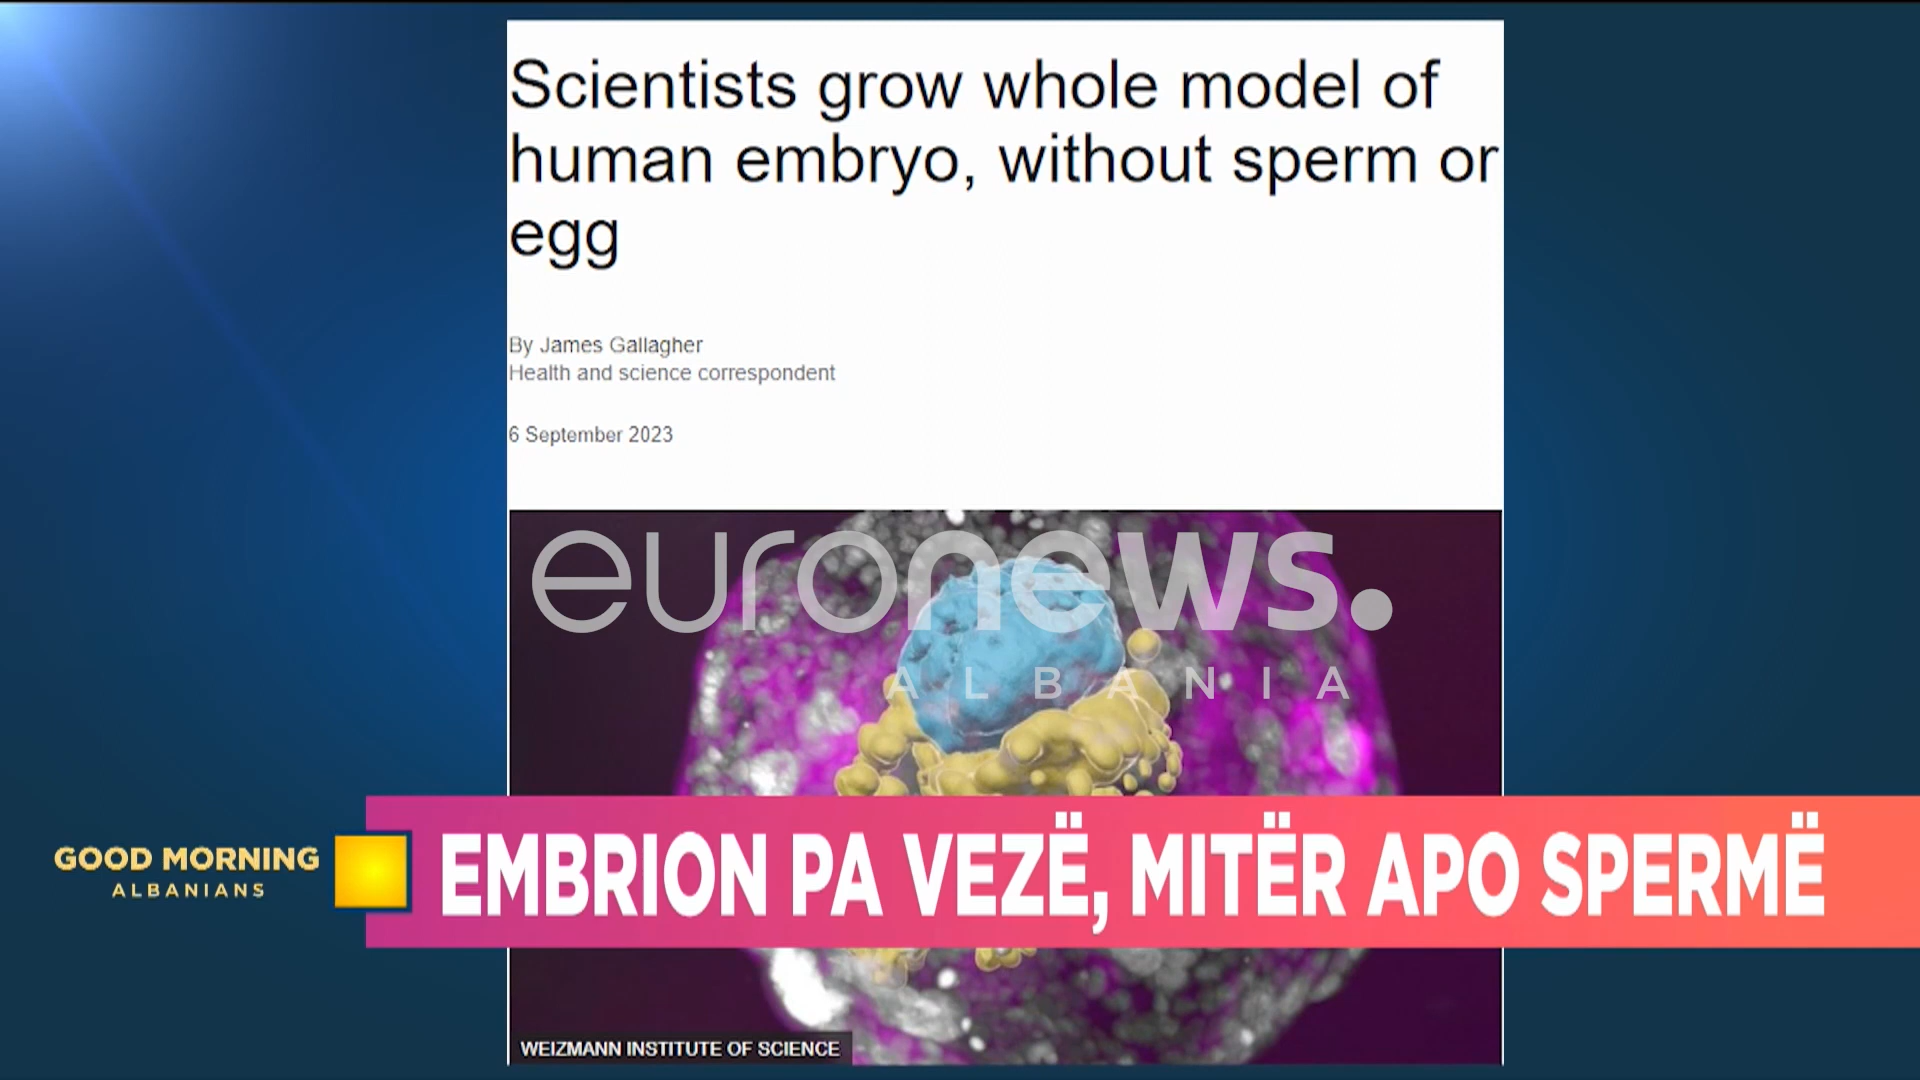 Scientists grow whole model of
human embryo, without sperm or
egg
By James Gallagher
Health and science correspondent
6 September 2023
euronews.
ALBANIA
GOOD MORNING
ALBANIANS
EMBRION PA VEZË, MITËR APO SPERMË
WEIZMANN INSTITUTE OF SCIENCE